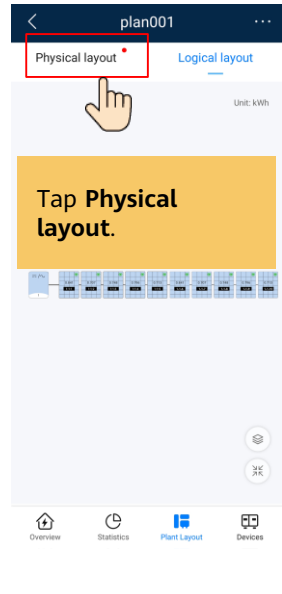 plan001
Physical layout
Logical layout
Unit: kWh
Tap Physical
layout.
Overview
Statistics
Plant Layout
Devices